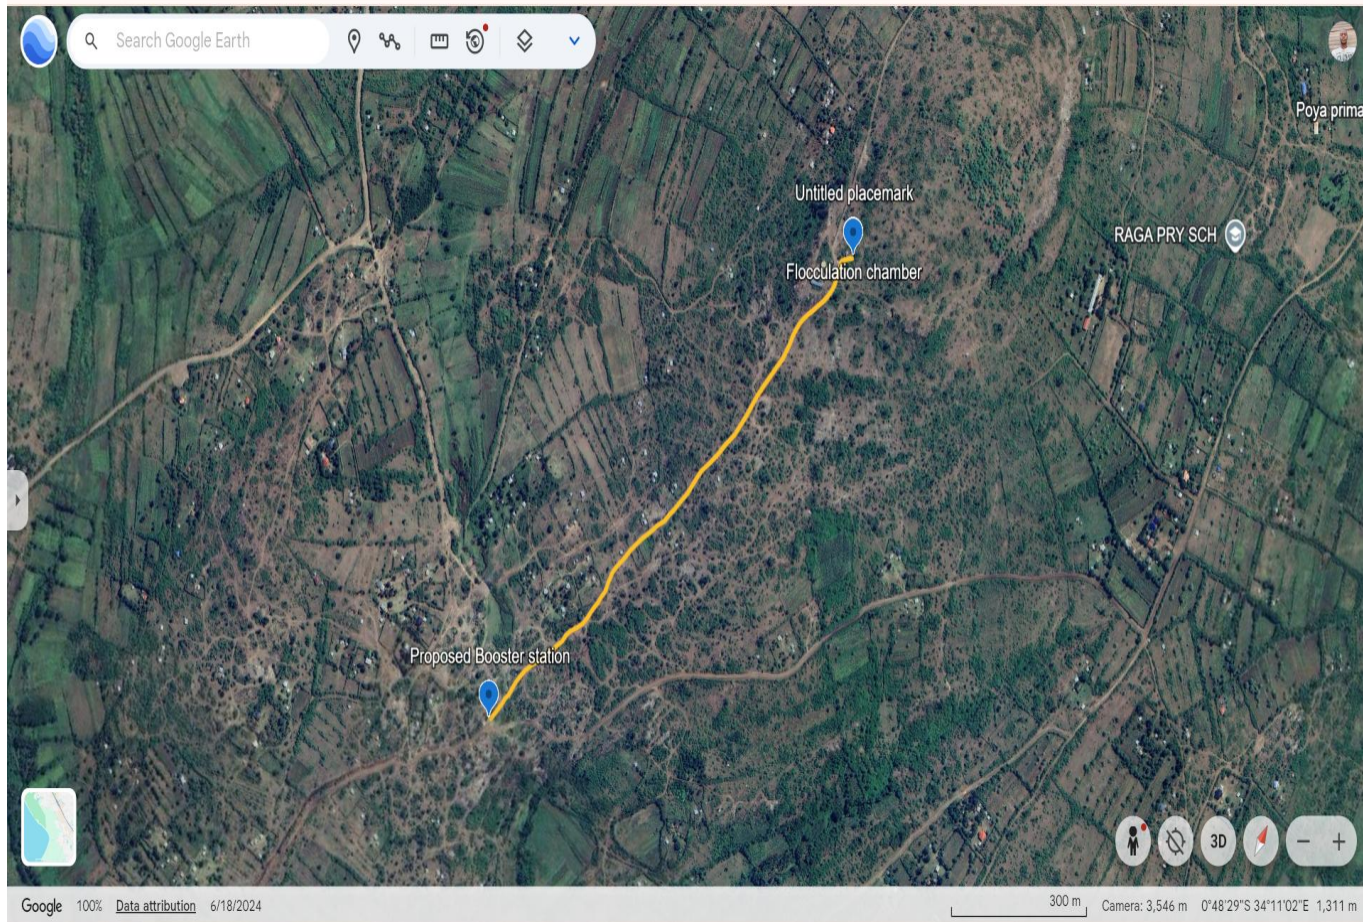 Search Google Earth
Poya prima
Untitled placemark
RAGA PRY SCH
Flocculation chamber
Proposed Booster station
3D
Google 100% Data attribution 6/18/2024 300 m Camera: 3,546 m 0°48'29"S 34°11'02"E 1,311 m